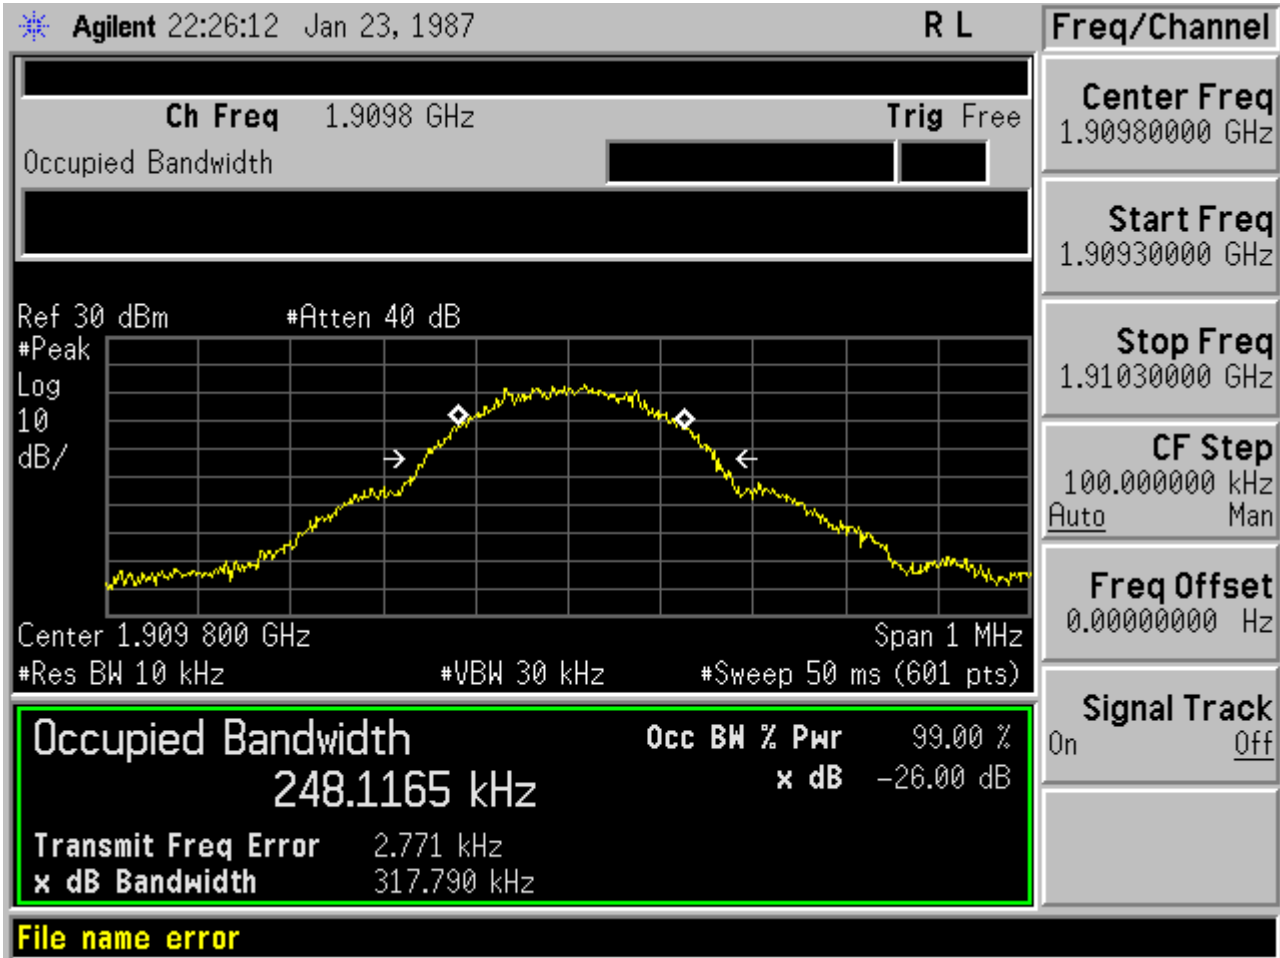 Agilent 22:26:12 Jan 23, 1987 R L
Freq/Channel
Ch Freq 1.9098 GHz Trig Free
Occupied Bandwidth
Center Freq
1.90980000 GHz
Start Freq
1.90930000 GHz
Stop Freq
1.91030000 GHz
CF Step
100.000000 kHz
Auto Man
Freq Offset
0.00000000 Hz
Signal Track
On Off
Ref 30 dBm #Atten 40 dB
#Peak
Log
10
dB/
Center 1.909 800 GHz Span 1 MHz
#Res BW 10 kHz #VBW 30 kHz #Sweep 50 ms (601 pts)
Occupied Bandwidth Occ BW % Pwr 99.00 %
248.1165 kHz x dB -26.00 dB
Transmit Freq Error 2.771 kHz
x dB Bandwidth 317.790 kHz
File name error